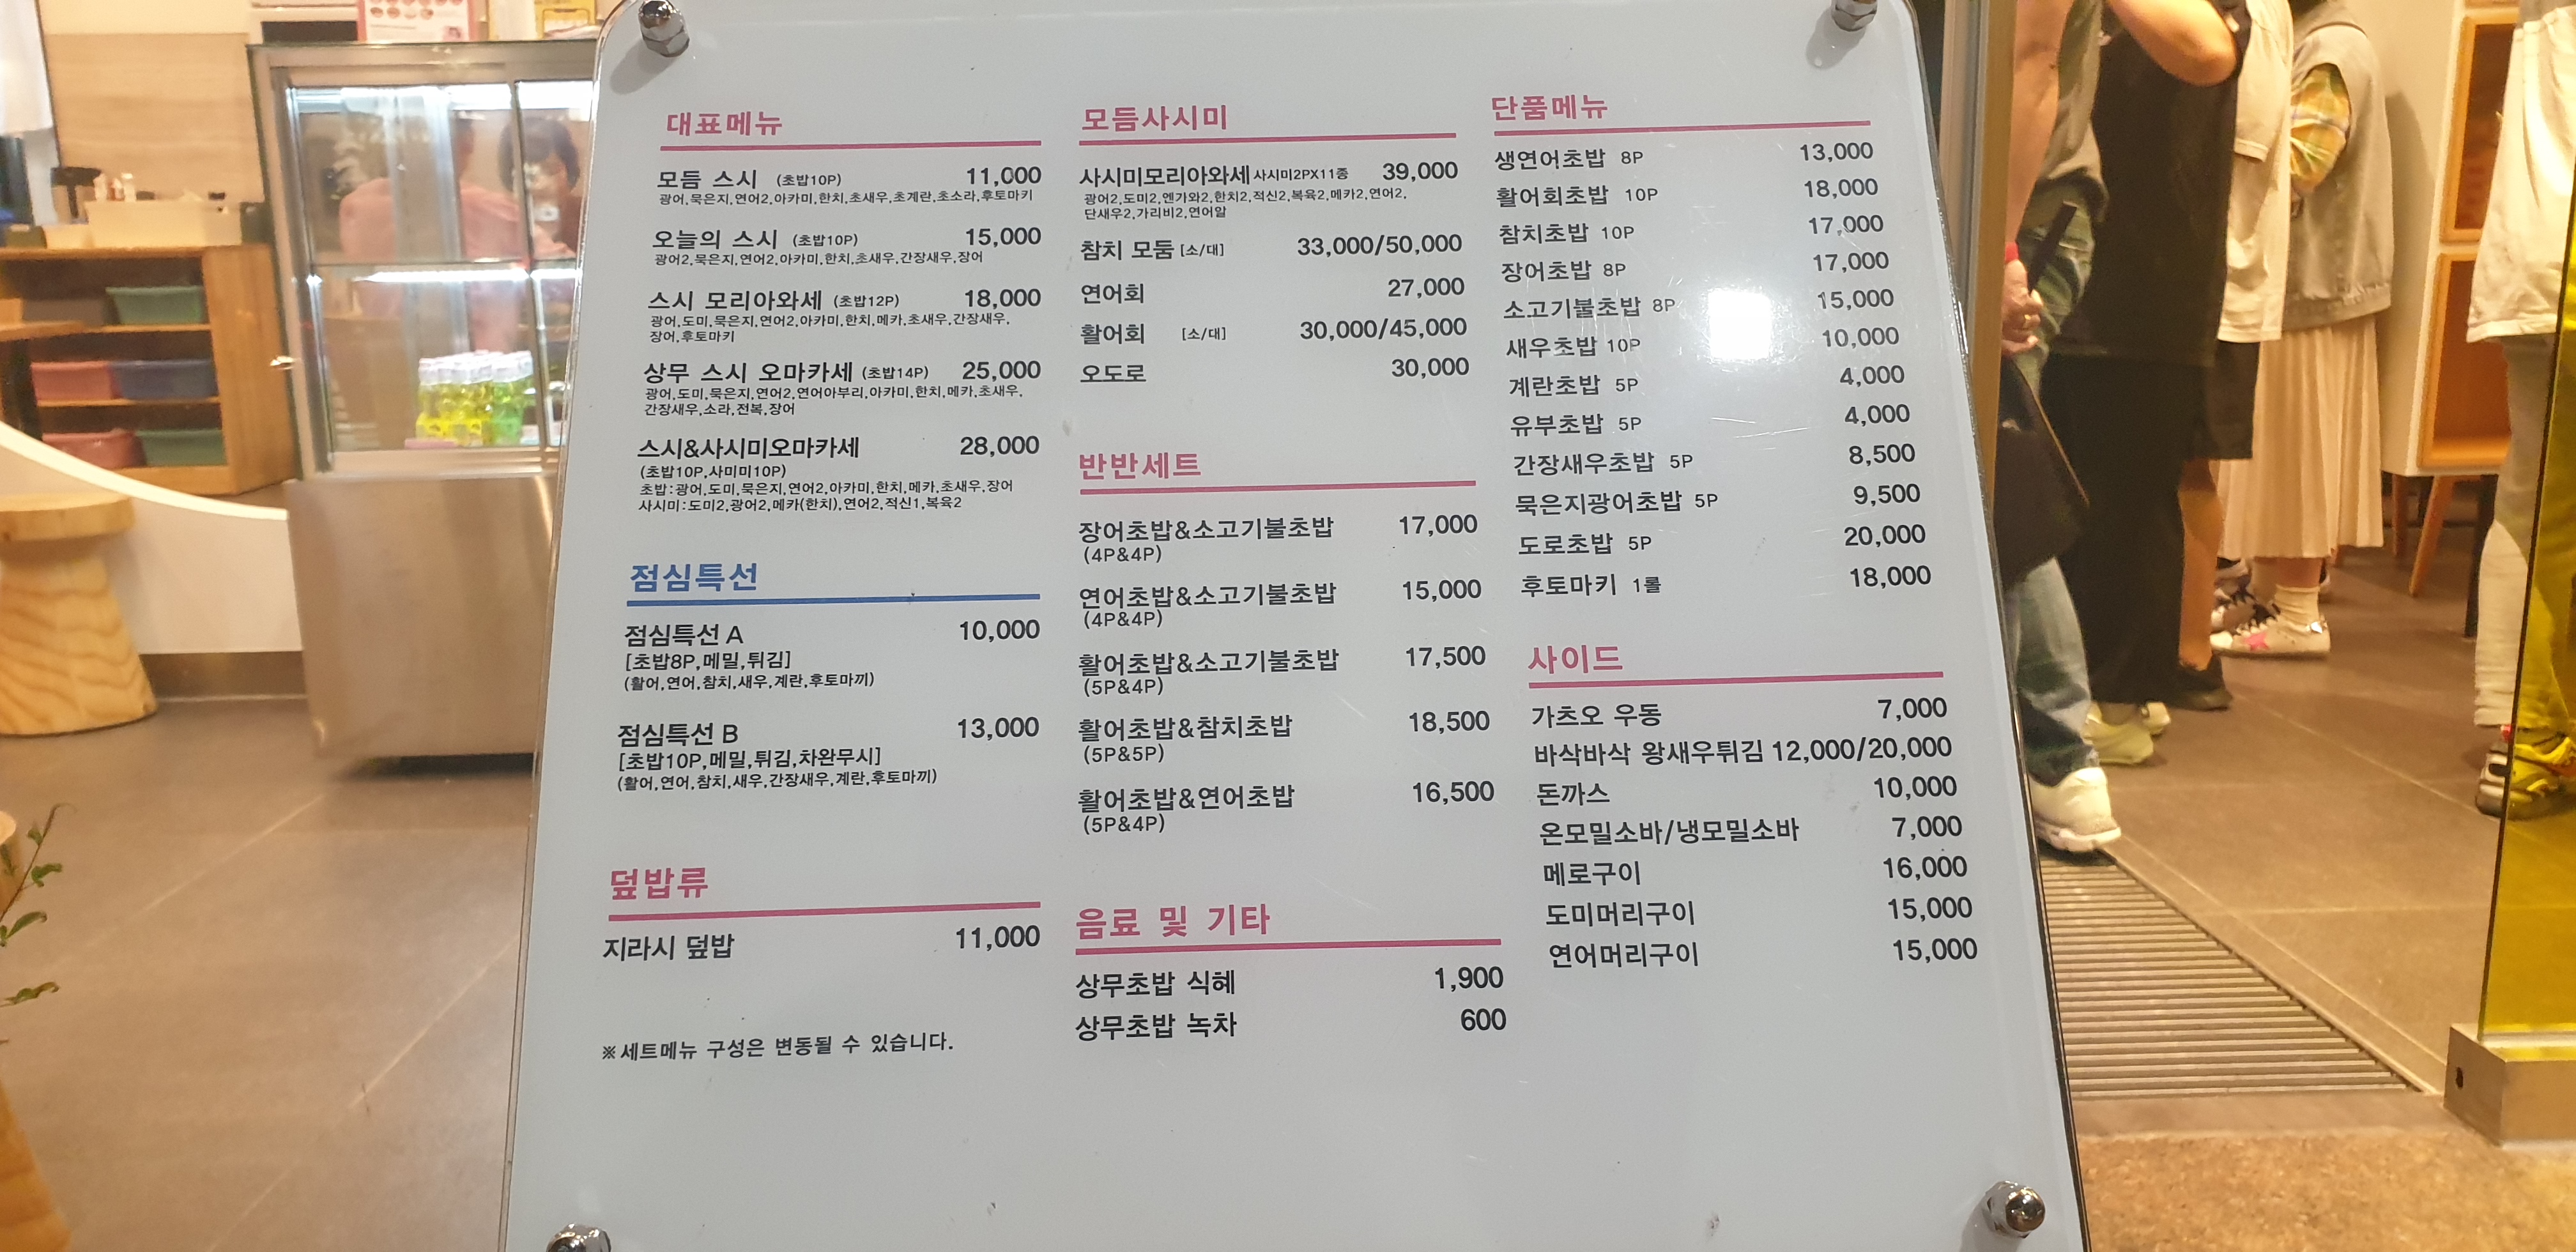 대표메뉴
모듬 스시 (초밥10P) 11,000
광어,묵은지,연어2,아카미,한치,초새우,초계란,초소라,후토마키
오늘의 스시 (초밥10P) 15,000
광어2,묵은지,연어2,아카미,한치,초새우,간장새우,장어
스시 모리아와세 (초밥12P) 18,000
광어,도미,묵은지,연어2,아카미,한치,메카,초새우,간장새우,
장어,후토마키
상무 스시 오마카세 (초밥14P) 25,000
광어,도미,묵은지,연어2,연어아부리,아카미,한치,메카,초새우,
간장새우,소라,전복,장어
스시&사시미오마카세 28,000
(초밥10P,사미미10P)
초밥:광어,도미,묵은지,연어2,아카미,한치,메카,초새우,장어
사시미:도미2,광어2,메카(한치),연어2,적신1,복육2
점심특선
점심특선 A 10,000
[초밥8P,메밀,튀김]
(활어,연어,참치,새우,계란,후토마끼)
점심특선 B 13,000
[초밥10P,메밀,튀김,차완무시]
(활어,연어,참치,새우,간장새우,계란,후토마끼)
덮밥류
지라시 덮밥 11,000
※세트메뉴 구성은 변동될 수 있습니다.
모듬사시미
사시미모리아와세 사시미2PX11종 39,000
광어2,도미2,엔가와2,한치2,적신2,복육2,메카2,연어2,
단새우2,가리비2,연어알
참치 모둠 [소/대] 33,000/50,000
연어회 27,000
활어회 [소/대] 30,000/45,000
오도로 30,000
반반세트
장어초밥&소고기불초밥 17,000
(4P&4P)
연어초밥&소고기불초밥 15,000
(4P&4P)
활어초밥&소고기불초밥 17,500
(5P&4P)
활어초밥&참치초밥 18,500
(5P&5P)
활어초밥&연어초밥 16,500
(5P&4P)
음료 및 기타
상무초밥 식혜 1,900
상무초밥 녹차 600
단품메뉴
생연어초밥 8P 13,000
활어회초밥 10P 18,000
참치초밥 10P 17,000
장어초밥 8P 17,000
소고기불초밥 8P 15,000
새우초밥 10P 10,000
계란초밥 5P 4,000
유부초밥 5P 4,000
간장새우초밥 5P 8,500
묵은지광어초밥 5P 9,500
도로초밥 5P 20,000
후토마키 1롤 18,000
사이드
가츠오 우동 7,000
바삭바삭 왕새우튀김 12,000/20,000
돈까스 10,000
온모밀소바/냉모밀소바 7,000
메로구이 16,000
도미머리구이 15,000
연어머리구이 15,000